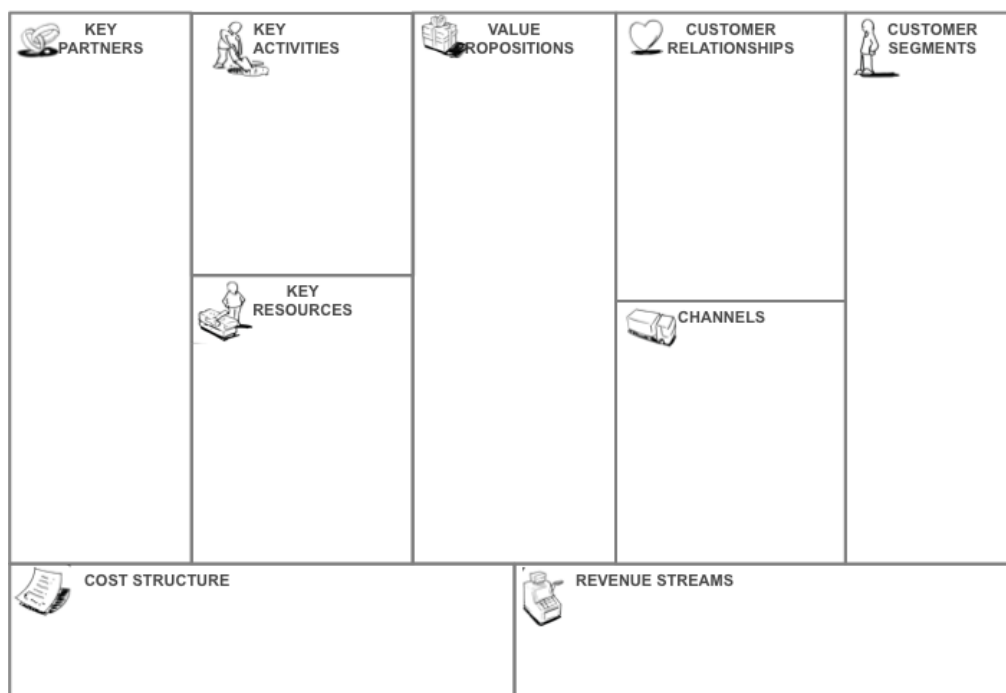 KEY
PARTNERS
KEY
ACTIVITIES
VALUE
PROPOSITIONS
CUSTOMER
RELATIONSHIPS
CUSTOMER
SEGMENTS
KEY
RESOURCES
CHANNELS
COST STRUCTURE
REVENUE STREAMS